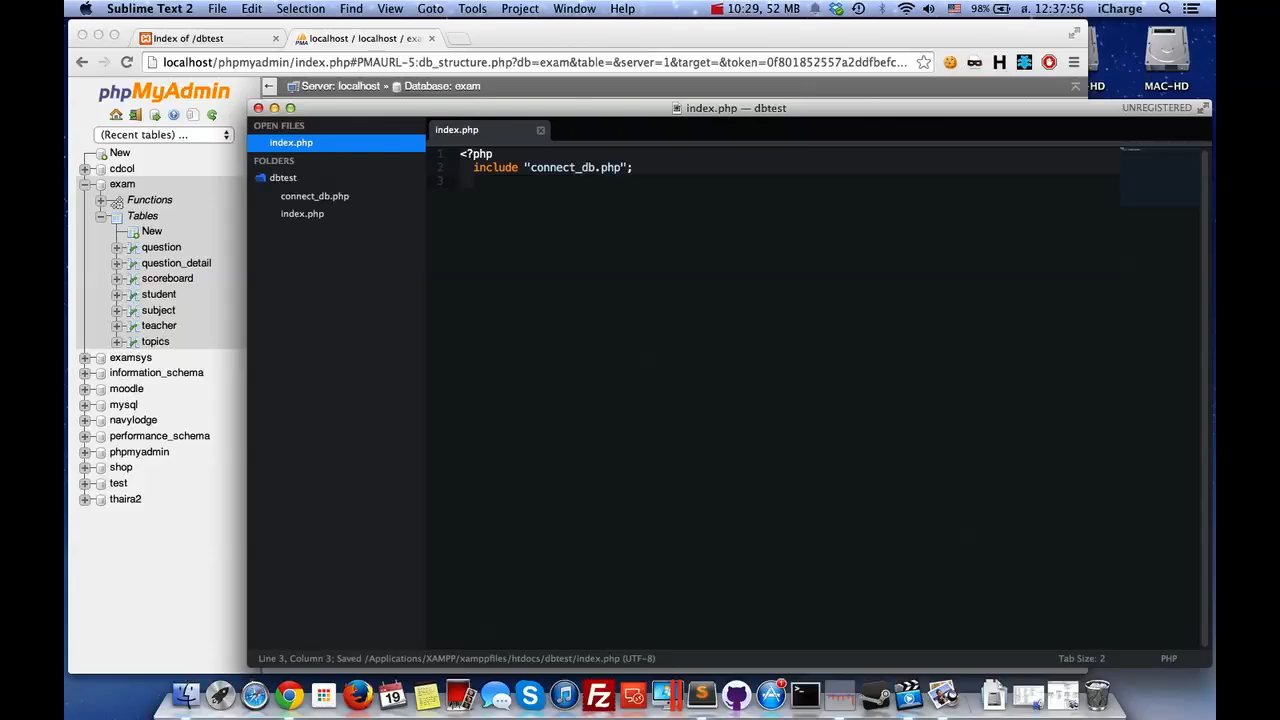 Sublime Text 2 File Edit Selection Find View Goto Tools Project Window Help 10:29, 52 MB 98% ส. 12:37:56 iCharge
Index of /dbtest
localhost / localhost / exa
localhost/phpmyadmin/index.php#PMAURL-5:db_structure.php?db=exam&table=&server=1&target=&token=0f801852557a2ddfbefc...
phpMyAdmin
Server: localhost » Database: exam
HD
MAC-HD
index.php — dbtest
UNREGISTERED
(Recent tables) ...
New
cdcol
exam
Functions
Tables
New
question
question_detail
scoreboard
student
subject
teacher
topics
examsys
information_schema
moodle
mysql
navylodge
performance_schema
phpmyadmin
shop
test
thaira2
OPEN FILES
index.php
FOLDERS
dbtest
connect_db.php
index.php
index.php
1 <?php
2 include "connect_db.php";
3
Line 3, Column 3; Saved /Applications/XAMPP/xamppfiles/htdocs/dbtest/index.php (UTF-8)
Tab Size: 2
PHP